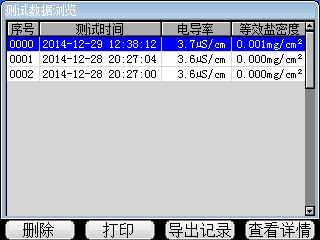 测试数据浏览
序号 测试时间 电导率 等效盐密度
0000 2014-12-29 12:38:12 3.7μS/cm 0.001mg/cm²
0001 2014-12-28 20:27:04 3.6μS/cm 0.000mg/cm²
0002 2014-12-28 20:27:00 3.6μS/cm 0.000mg/cm²
删除 打印 导出记录 查看详情